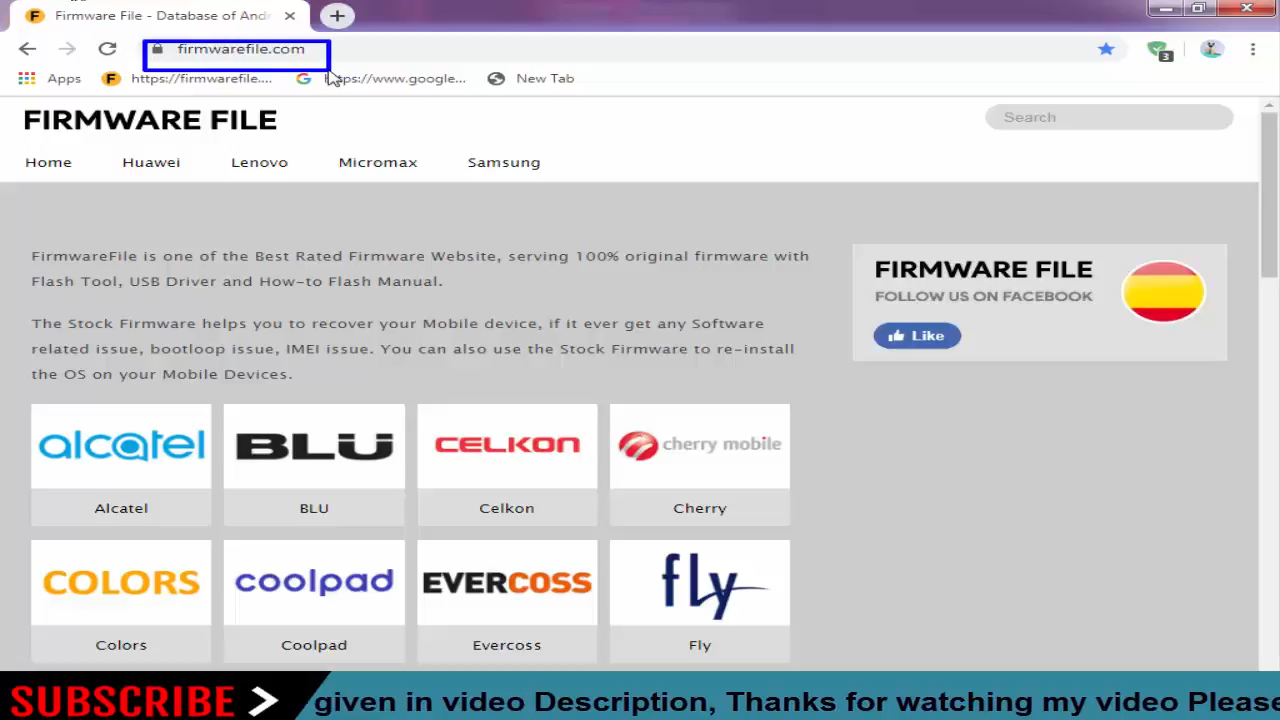 Firmware File - Database of Andr
firmwarefile.com
3
Apps
https://firmwarefile....
https://www.google...
New Tab
FIRMWARE FILE
Search
Home
Huawei
Lenovo
Micromax
Samsung
FirmwareFile is one of the Best Rated Firmware Website, serving 100% original firmware with
Flash Tool, USB Driver and How-to Flash Manual.
The Stock Firmware helps you to recover your Mobile device, if it ever get any Software
related issue, bootloop issue, IMEI issue. You can also use the Stock Firmware to re-install
the OS on your Mobile Devices.
FIRMWARE FILE
FOLLOW US ON FACEBOOK
Like
alcatel
BLU
CELKON
cherry mobile
Alcatel
BLU
Celkon
Cherry
COLORS
coolpad
EVERCOSS
fly
Colors
Coolpad
Evercoss
Fly
SUBSCRIBE
given in video Description, Thanks for watching my video Please